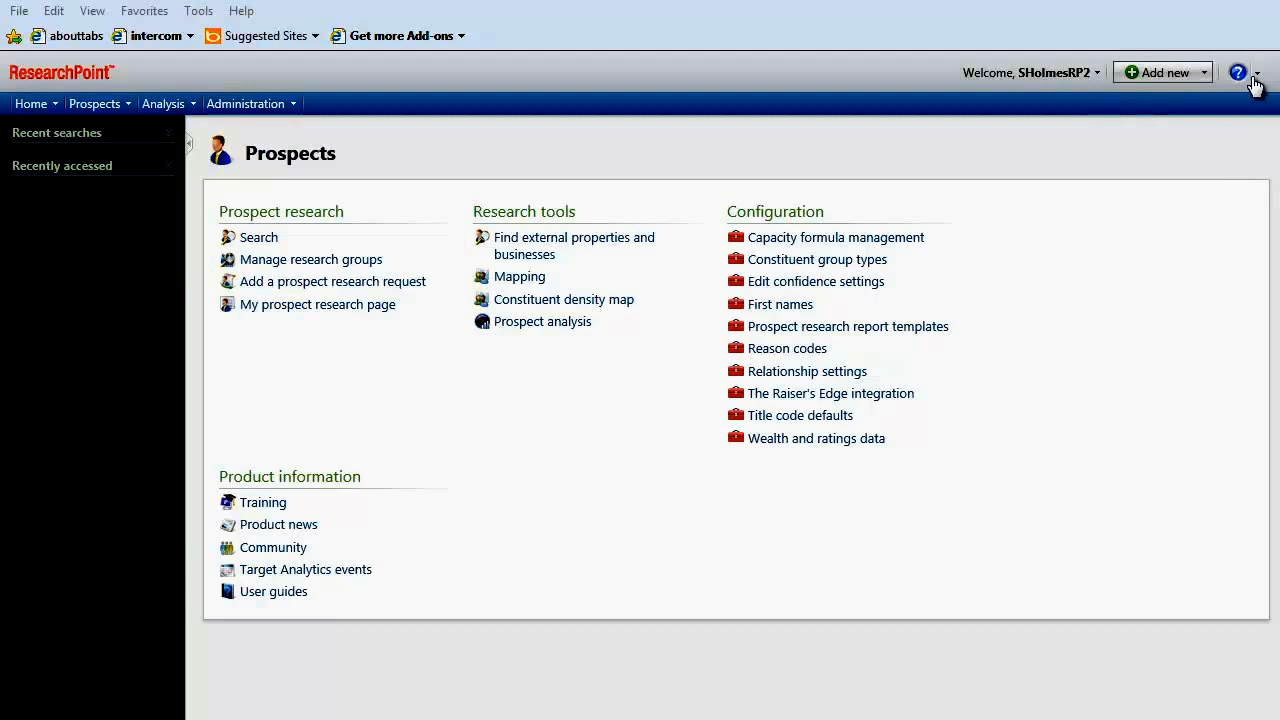 File Edit View Favorites Tools Help
abouttabs intercom Suggested Sites Get more Add-ons
ResearchPoint™ Welcome, SHolmesRP2 Add new ?
Home Prospects Analysis Administration
Recent searches
Recently accessed
Prospects
Prospect research
Search
Manage research groups
Add a prospect research request
My prospect research page
Research tools
Find external properties and
businesses
Mapping
Constituent density map
Prospect analysis
Configuration
Capacity formula management
Constituent group types
Edit confidence settings
First names
Prospect research report templates
Reason codes
Relationship settings
The Raiser's Edge integration
Title code defaults
Wealth and ratings data
Product information
Training
Product news
Community
Target Analytics events
User guides